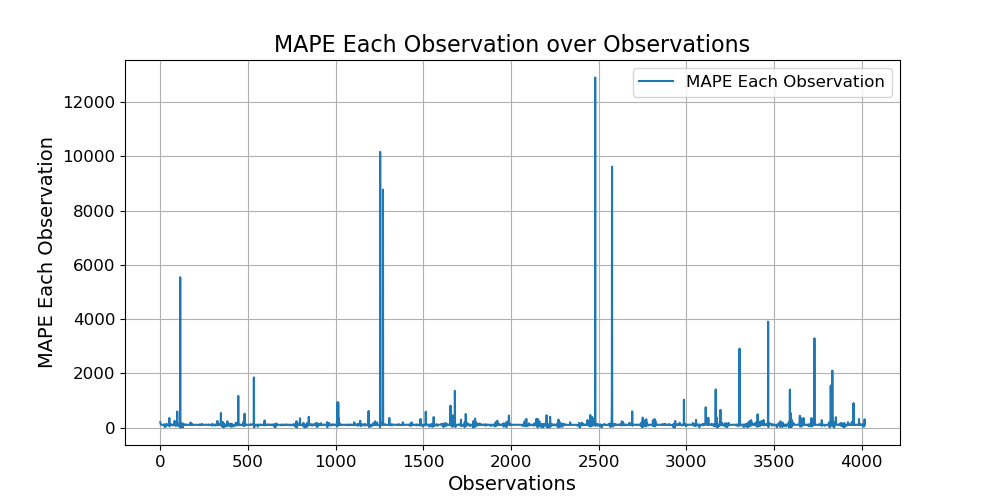 MAPE Each Observation over Observations
MAPE Each Observation
12000
10000
8000
6000
4000
2000
0
MAPE Each Observation
0 500 1000 1500 2000 2500 3000 3500 4000
Observations